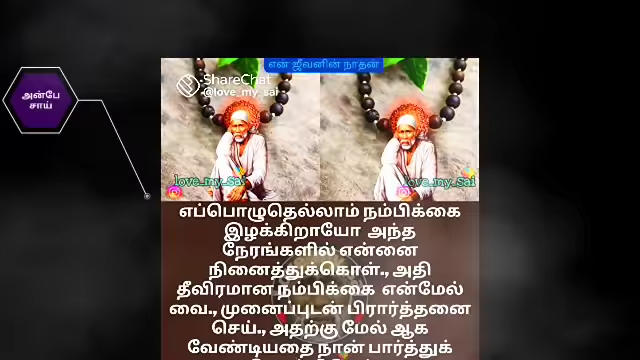 என் ஜீவனின் நாதன்
ShareChat
@love_my_sai
அன்பே
சாய்
love_my_Sai
love_my_Sai
எப்பொழுதெல்லாம் நம்பிக்கை
இழக்கிறாயோ அந்த
நேரங்களில் என்னை
நினைத்துக்கொள்., அதி
தீவிரமான நம்பிக்கை என்மேல்
வை., முனைப்புடன் பிரார்த்தனை
செய்., அதற்கு மேல் ஆக
வேண்டியதை நான் பார்த்துக்